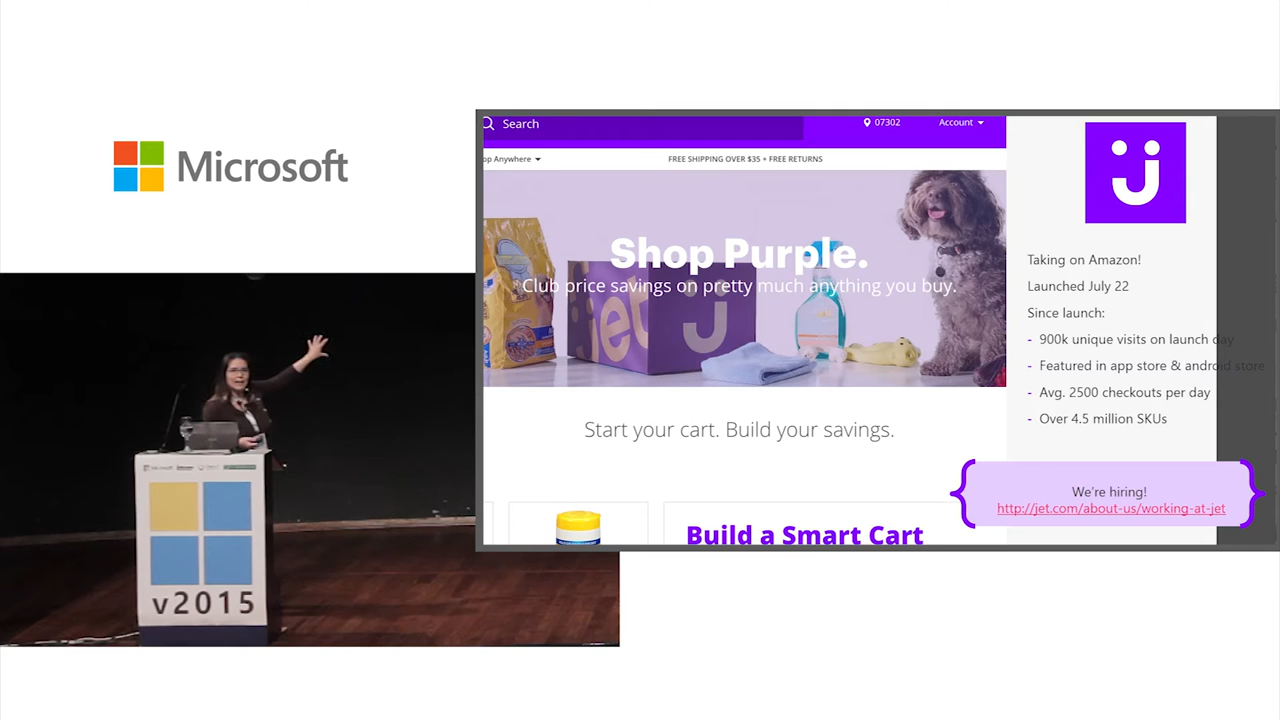 Microsoft
Search
07302
Account
op Anywhere
FREE SHIPPING OVER $35 + FREE RETURNS
Shop Purple.
Club price savings on pretty much anything you buy.
jet
Start your cart. Build your savings.
Build a Smart Cart
Taking on Amazon!
Launched July 22
Since launch:
- 900k unique visits on launch day
- Featured in app store & android store
- Avg. 2500 checkouts per day
- Over 4.5 million SKUs
We're hiring!
http://jet.com/about-us/working-at-jet
Microsoft
v2015